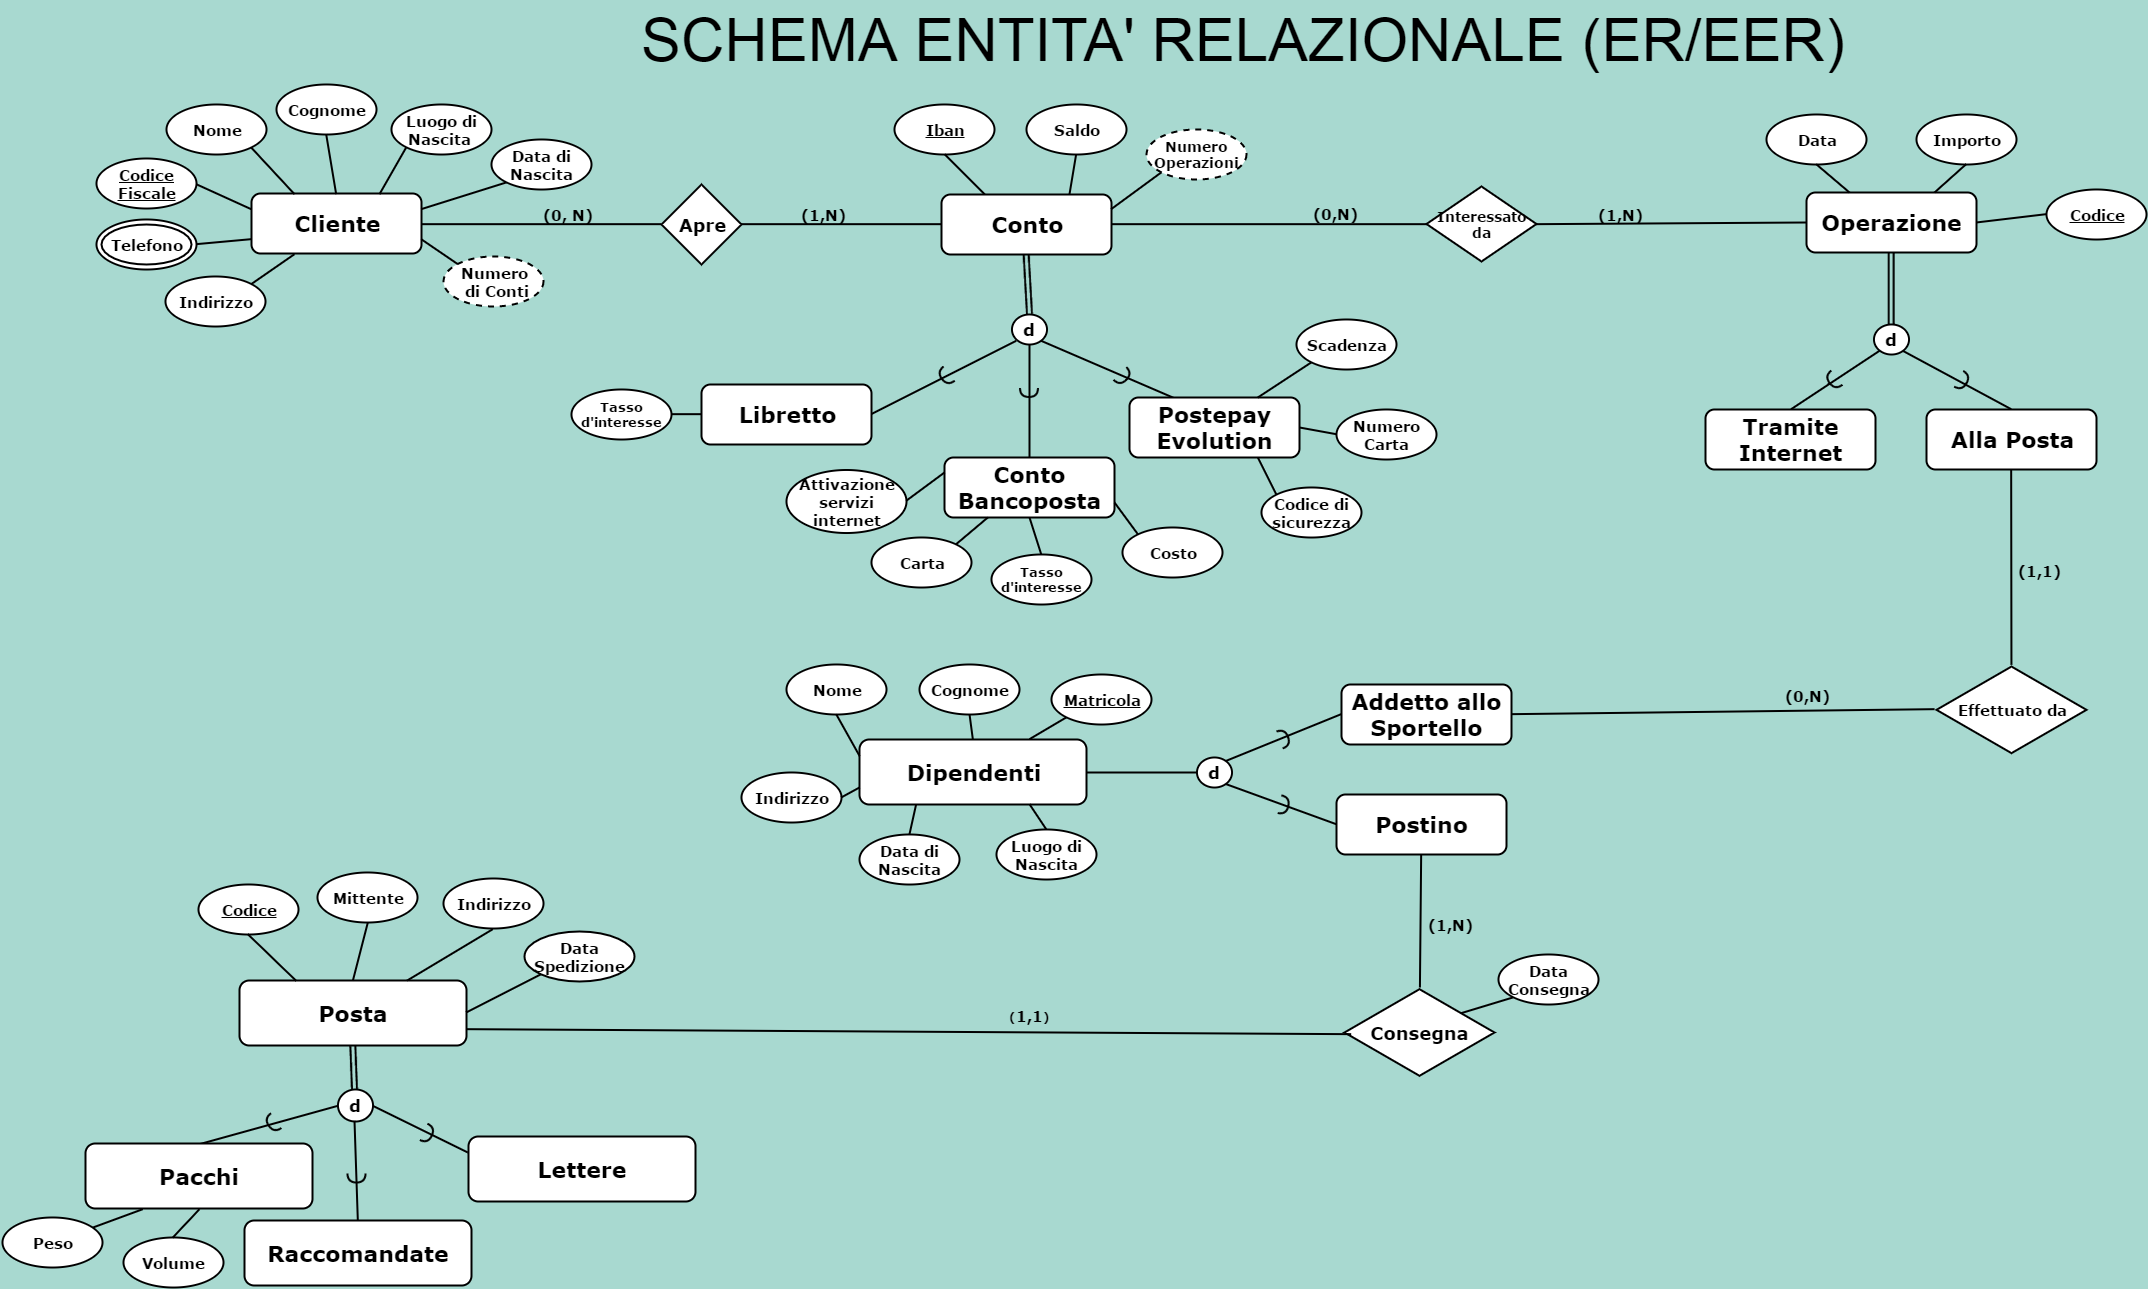 SCHEMA ENTITA' RELAZIONALE (ER/EER)
Nome
Cognome
Luogo di
Nascita
Data di
Nascita
Codice
Fiscale
Telefono
Indirizzo
Cliente
Numero
di Conti
(0, N)
Apre
(1,N)
Iban
Saldo
Numero
Operazioni
Conto
(0,N)
Interessato
da
(1,N)
Data
Importo
Codice
Operazione
d
Libretto
Tasso
d'interesse
Postepay
Evolution
Scadenza
Numero
Carta
Codice di
sicurezza
Conto
Bancoposta
Attivazione
servizi
internet
Carta
Tasso
d'interesse
Costo
d
Tramite
Internet
Alla Posta
(1,1)
Effettuato da
(0,N)
Addetto allo
Sportello
Nome
Cognome
Matricola
Dipendenti
Indirizzo
Data di
Nascita
Luogo di
Nascita
d
Postino
(1,N)
Data
Consegna
Consegna
(1,1)
Codice
Mittente
Indirizzo
Data
Spedizione
Posta
d
Pacchi
Lettere
Raccomandate
Peso
Volume